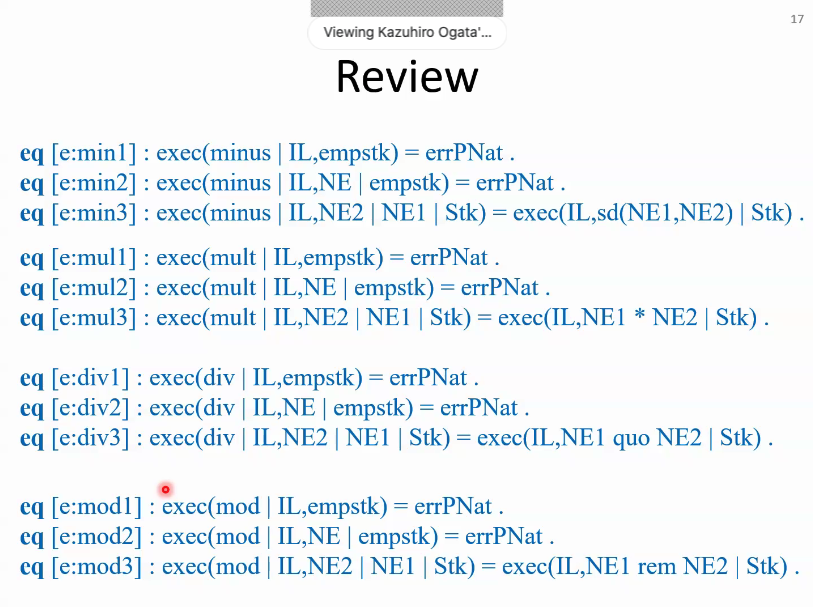 17
Viewing Kazuhiro Ogata'...
Review
eq [e:min1] : exec(minus | IL,empstk) = errPNat .
eq [e:min2] : exec(minus | IL,NE | empstk) = errPNat .
eq [e:min3] : exec(minus | IL,NE2 | NE1 | Stk) = exec(IL,sd(NE1,NE2) | Stk) .
eq [e:mul1] : exec(mult | IL,empstk) = errPNat .
eq [e:mul2] : exec(mult | IL,NE | empstk) = errPNat .
eq [e:mul3] : exec(mult | IL,NE2 | NE1 | Stk) = exec(IL,NE1 * NE2 | Stk) .
eq [e:div1] : exec(div | IL,empstk) = errPNat .
eq [e:div2] : exec(div | IL,NE | empstk) = errPNat .
eq [e:div3] : exec(div | IL,NE2 | NE1 | Stk) = exec(IL,NE1 quo NE2 | Stk) .
eq [e:mod1] : exec(mod | IL,empstk) = errPNat .
eq [e:mod2] : exec(mod | IL,NE | empstk) = errPNat .
eq [e:mod3] : exec(mod | IL,NE2 | NE1 | Stk) = exec(IL,NE1 rem NE2 | Stk) .